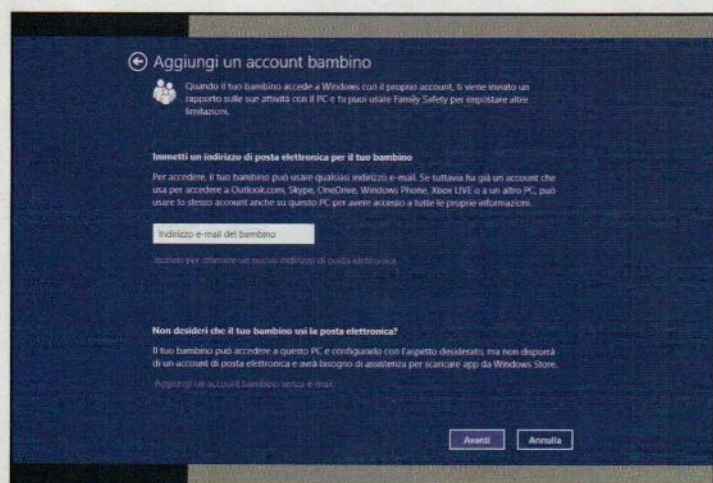 Aggiungi un account bambino
Quando il tuo bambino accede a Windows con il proprio account, ti viene inviato un
rapporto sulle sue attività con il PC e tu puoi usare Family Safety per impostare altre
limitazioni.
Immetti un indirizzo di posta elettronica per il tuo bambino
Per accedere, il tuo bambino può usare qualsiasi indirizzo e-mail. Se tuttavia ha già un account che
usa per accedere a Outlook.com, Skype, OneDrive, Windows Phone, Xbox LIVE o a un altro PC, può
usare lo stesso account anche su questo PC per avere accesso a tutte le proprie informazioni.
Indirizzo e-mail del bambino
Iscriviti per ottenere un nuovo indirizzo di posta elettronica
Non desideri che il tuo bambino usi la posta elettronica?
Il tuo bambino può accedere a questo PC e configurarlo con l'aspetto desiderato, ma non disporrà
di un account di posta elettronica e avrà bisogno di assistenza per scaricare app da Windows Store.
Aggiungi un account bambino senza e-mail
Avanti
Annulla